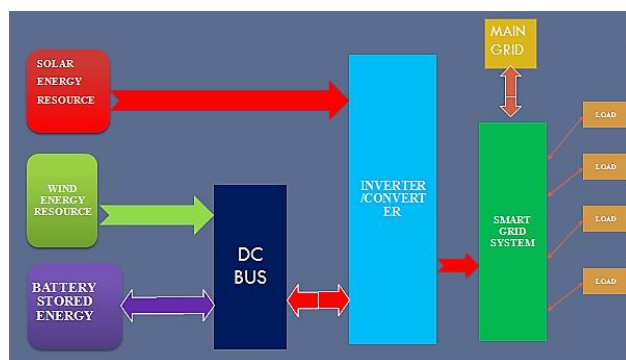 SOLAR
ENERGY
RESOURCE
MAIN
GRID
WIND
ENERGY
RESOURCE
BATTERY
STORED
ENERGY
DC
BUS
INVERTER
/CONVERT
ER
SMART
GRID
SYSTEM
LOAD
LOAD
LOAD
LOAD